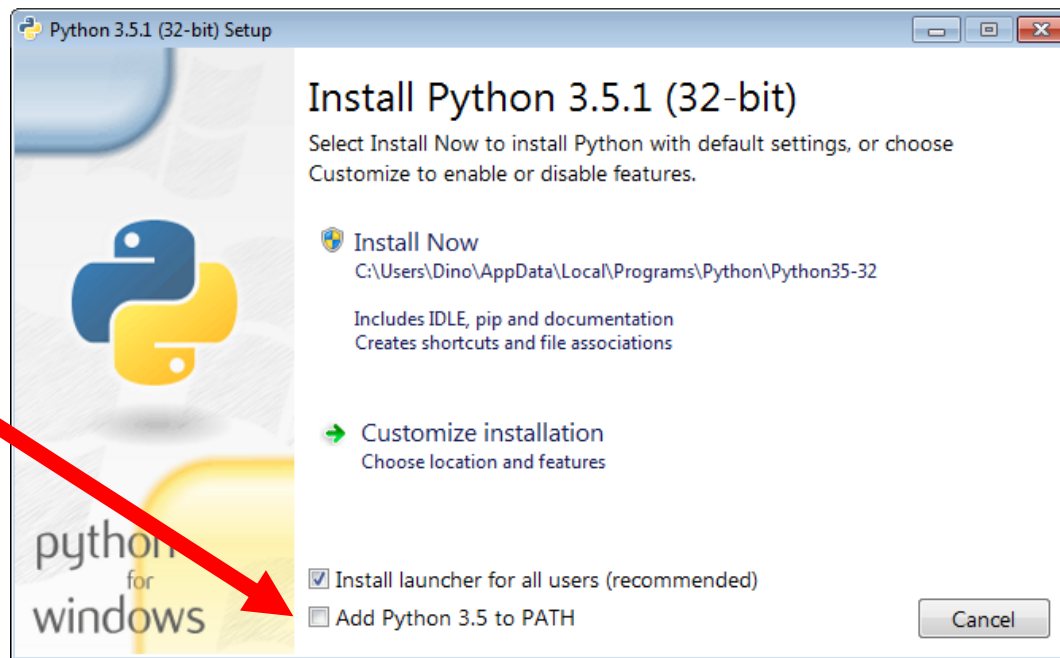 Python 3.5.1 (32-bit) Setup
Install Python 3.5.1 (32-bit)
Select Install Now to install Python with default settings, or choose
Customize to enable or disable features.
Install Now
C:\Users\Dino\AppData\Local\Programs\Python\Python35-32
Includes IDLE, pip and documentation
Creates shortcuts and file associations
Customize installation
Choose location and features
python
for
windows
Install launcher for all users (recommended)
Add Python 3.5 to PATH
Cancel